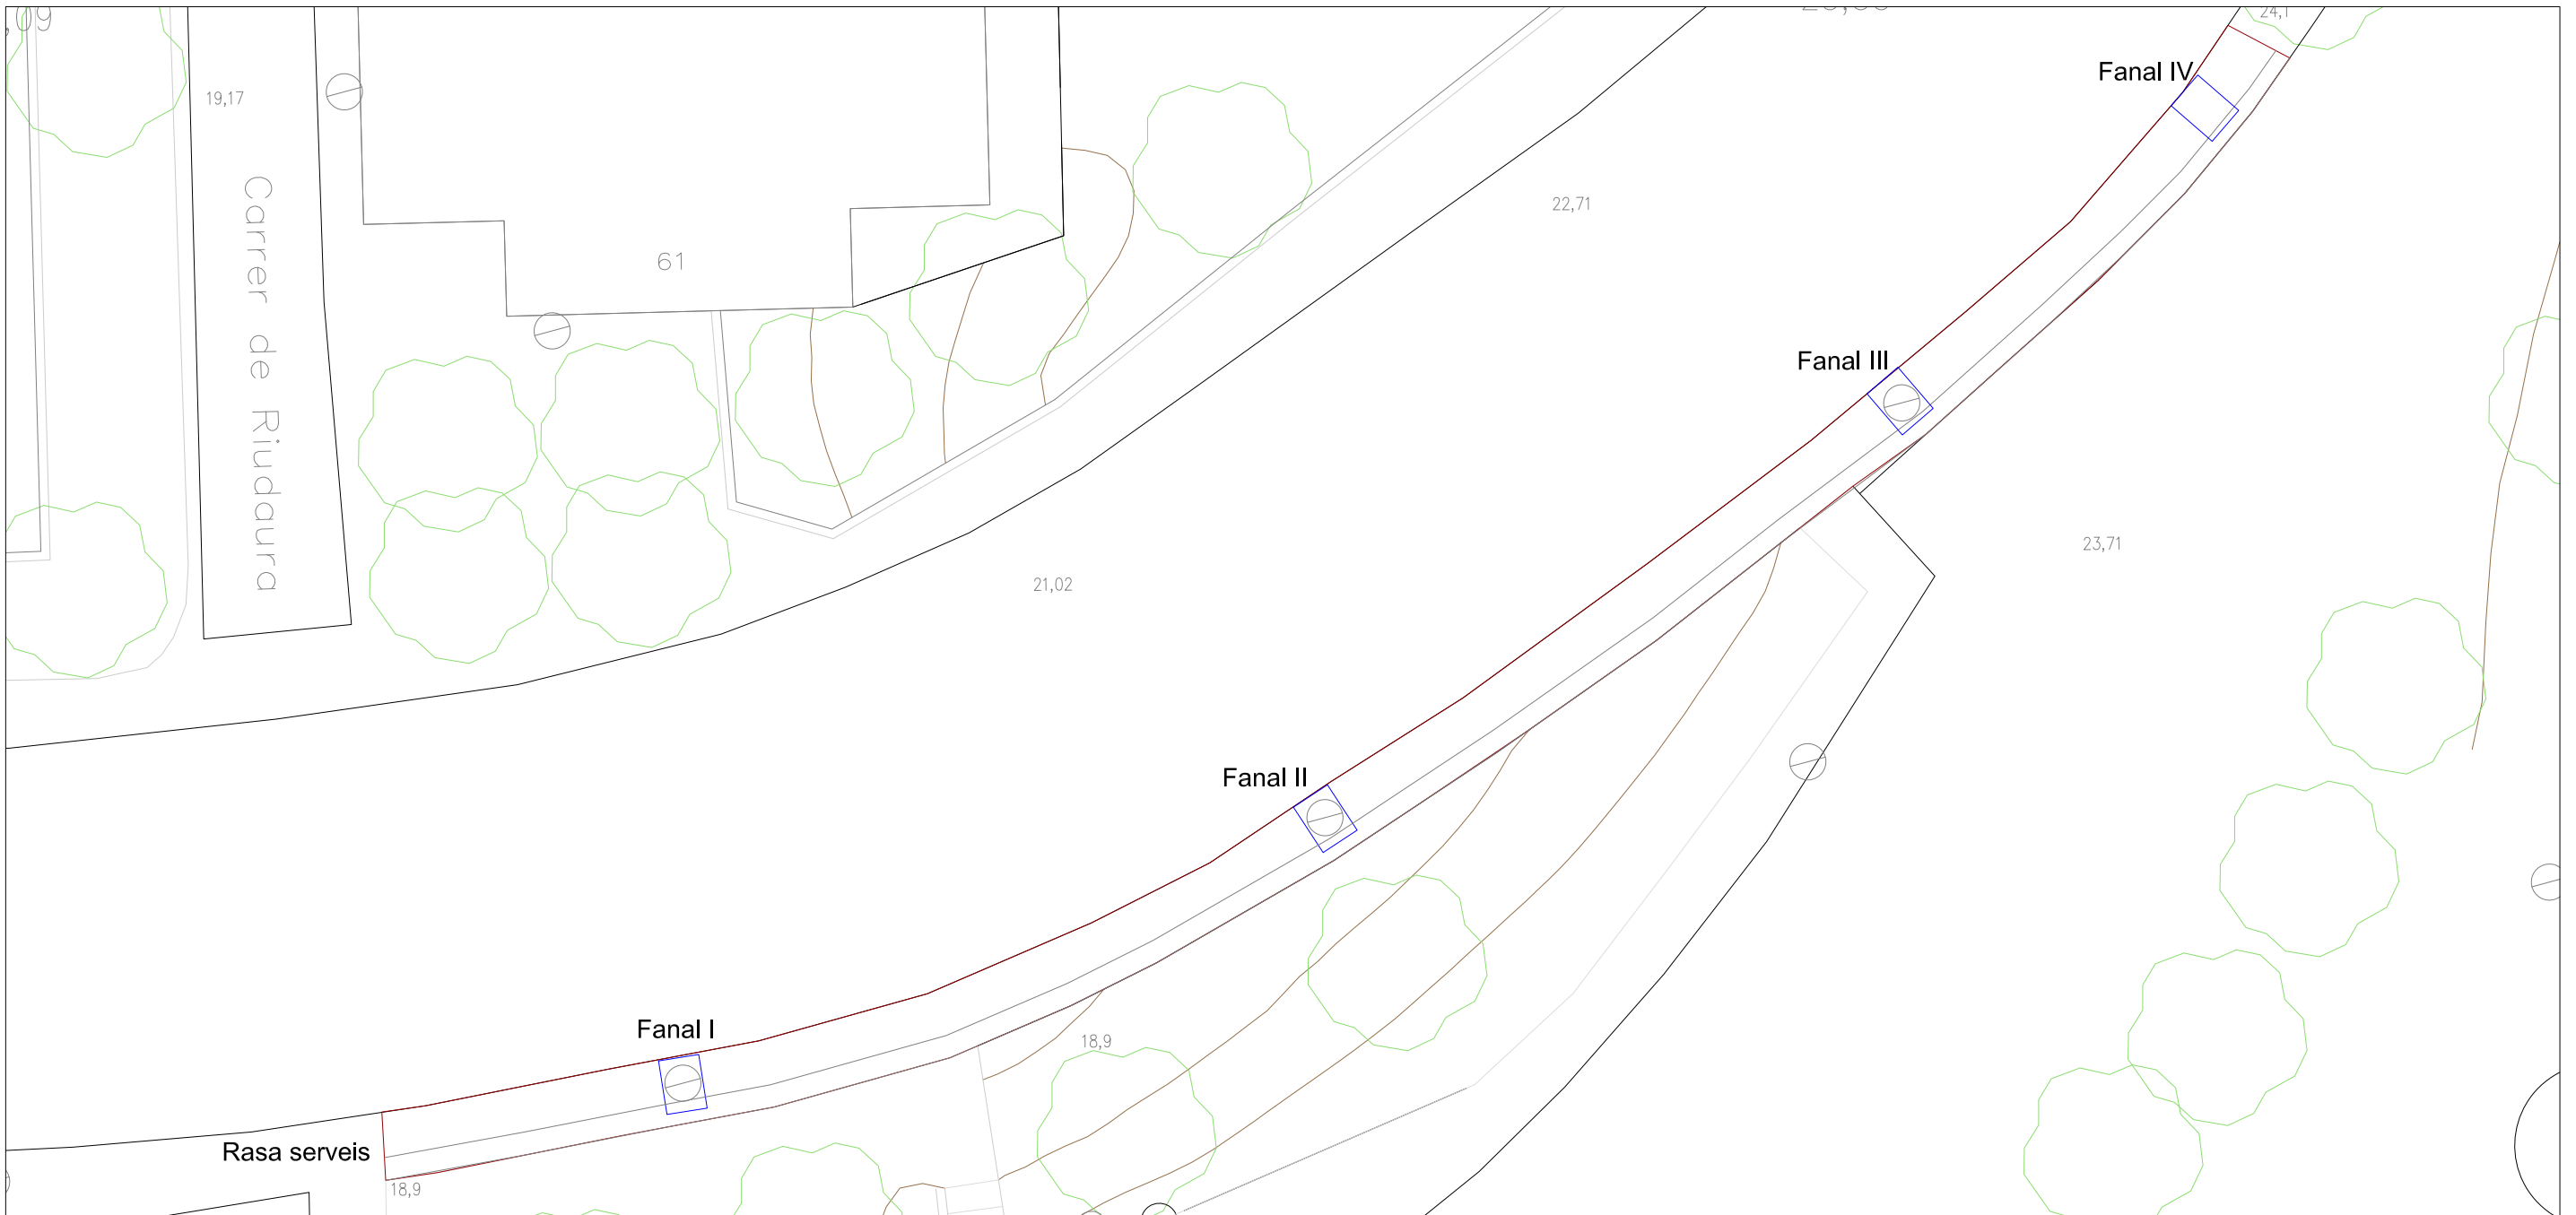 24,1
Fanal IV
19,17
Carrer de Riudaura
22,71
61
Fanal III
23,71
21,02
Fanal II
Fanal I
18,9
Rasa serveis
18,9